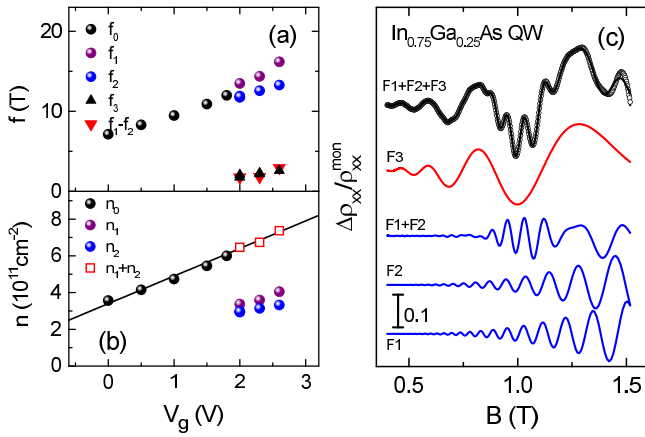 (a)
f₀
f₁
f₂
f₃
f₁-f₂
f (T)
20
10
0
(b)
n₀
n₁
n₂
n₁+n₂
n (10¹¹cm⁻²)
8
6
4
2
0
0 1 2 3
V_g (V)
In₀.₇₅Ga₀.₂₅As QW
(c)
F1+F2+F3
F3
F1+F2
F2
0.1
F1
Δρ_xx/ρ_xx^mon
0.5 1.0 1.5
B (T)